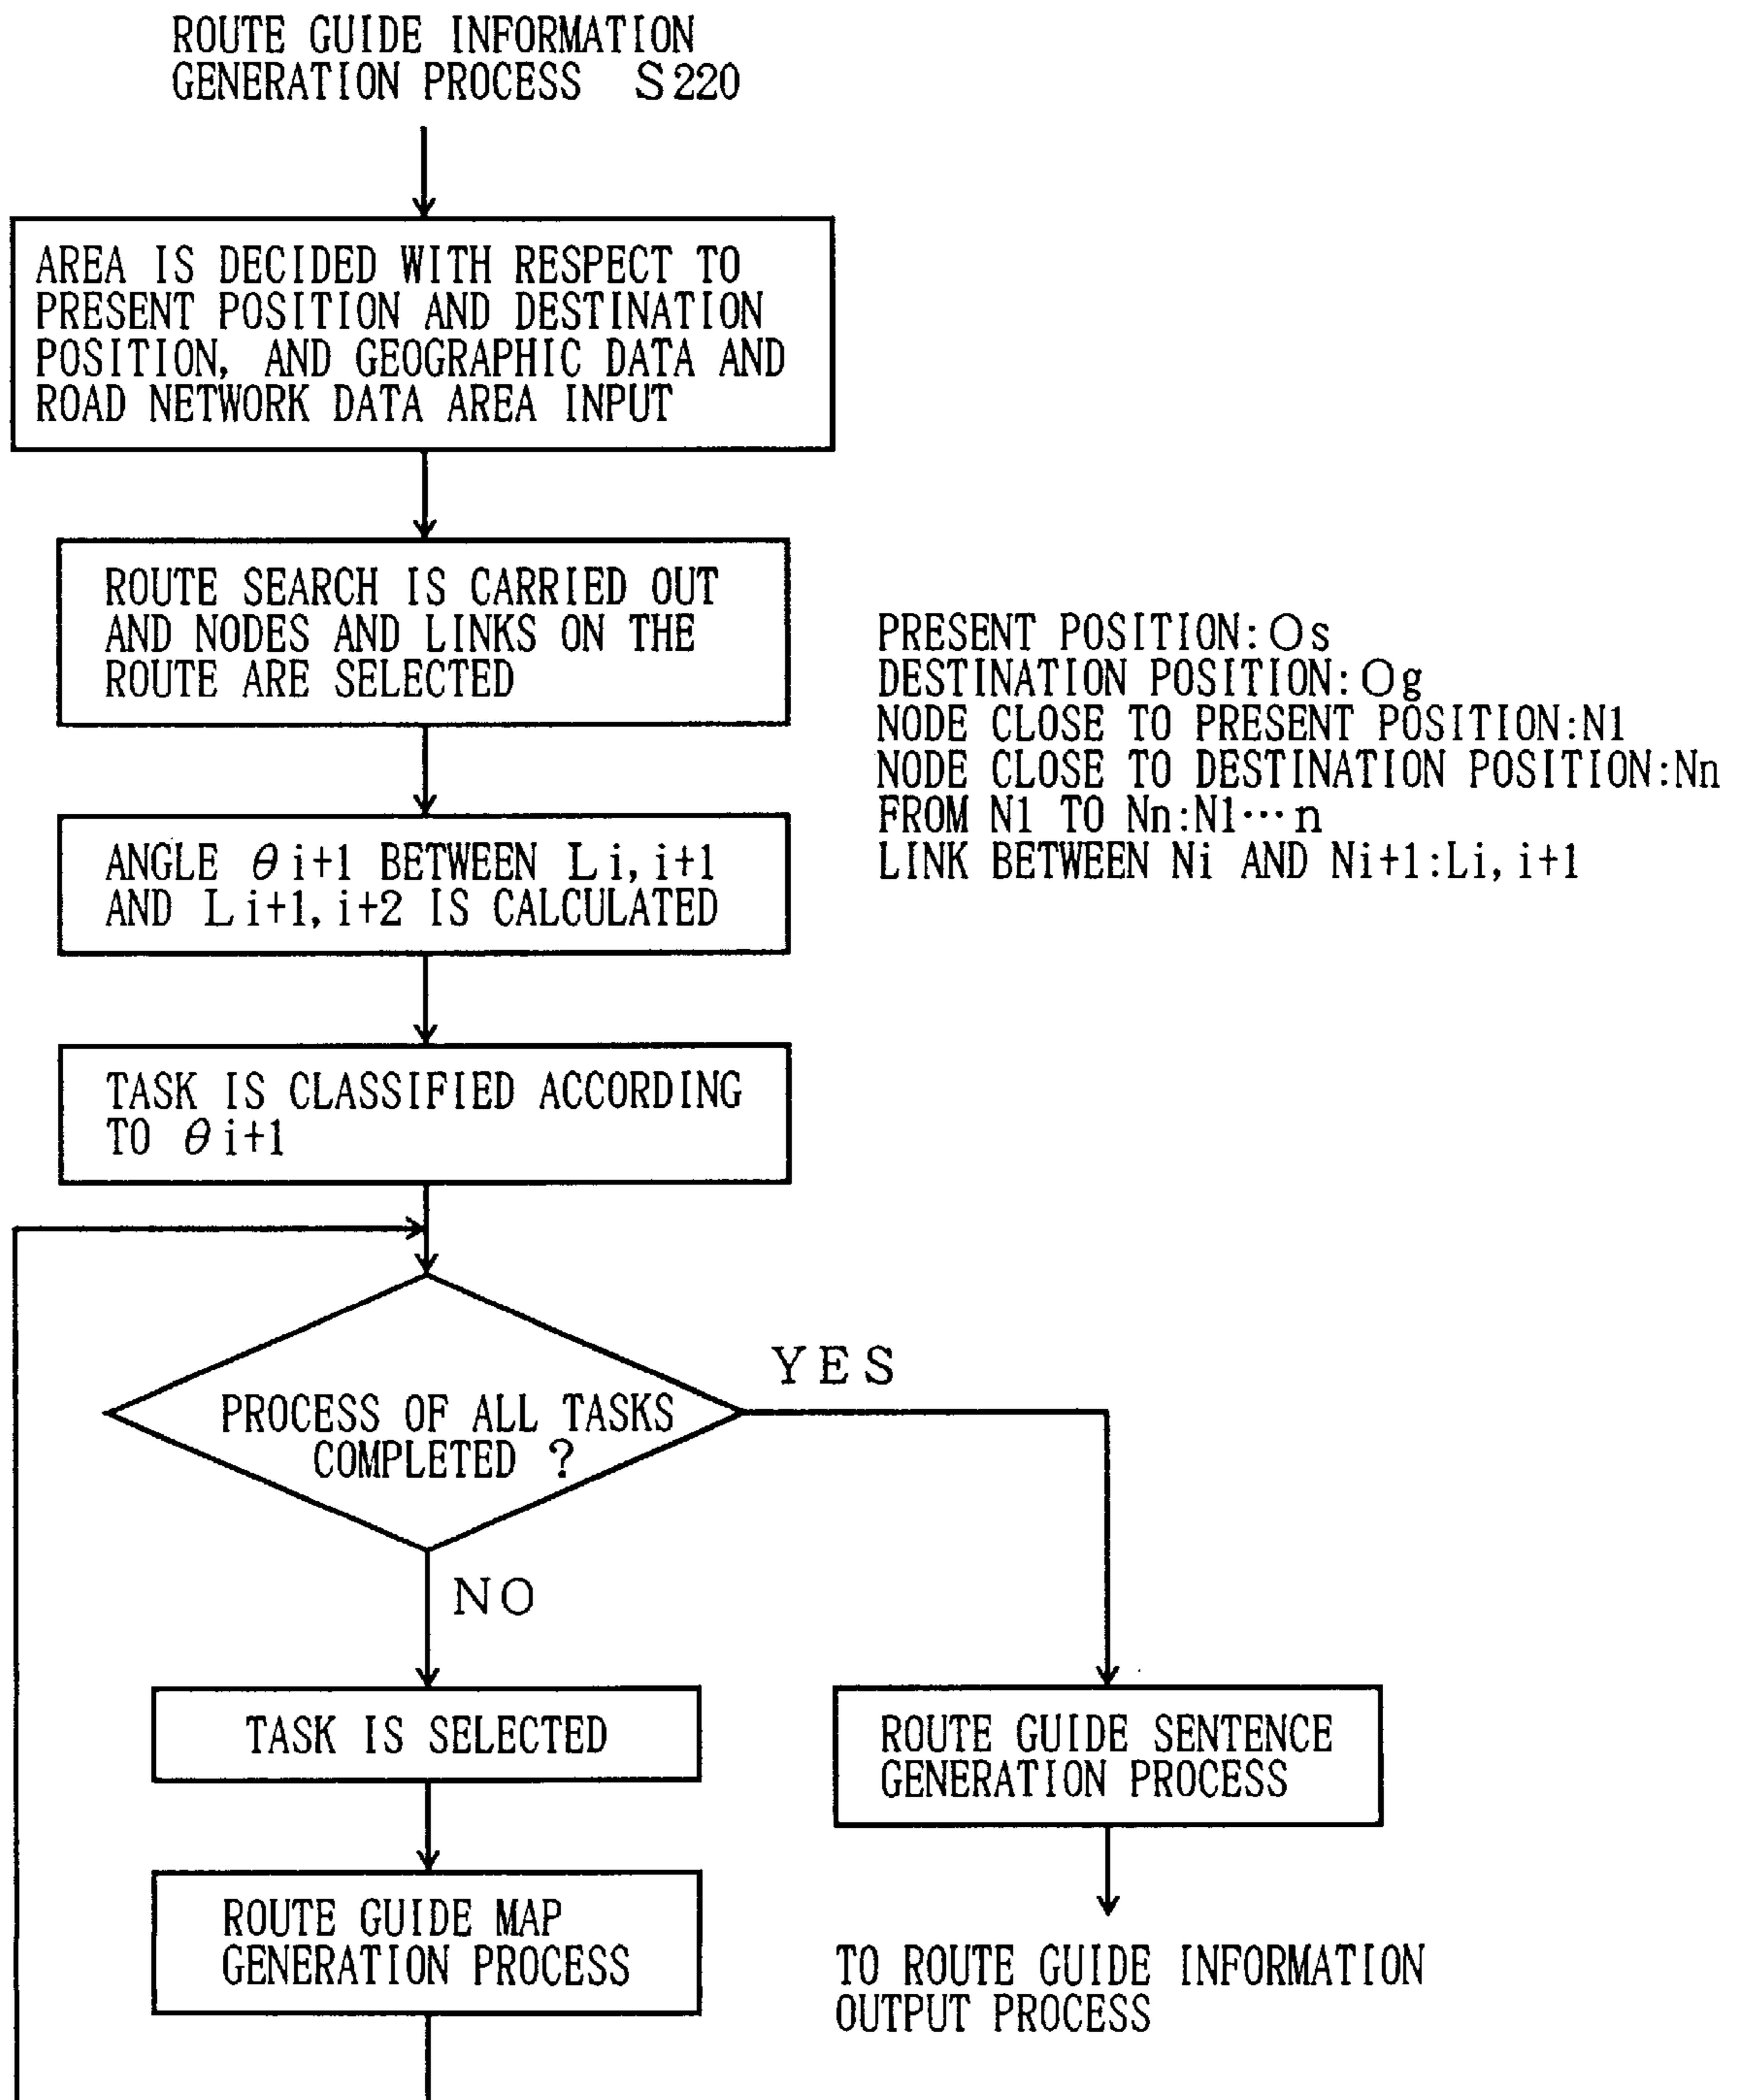 ROUTE GUIDE INFORMATION
GENERATION PROCESS S220
AREA IS DECIDED WITH RESPECT TO
PRESENT POSITION AND DESTINATION
POSITION, AND GEOGRAPHIC DATA AND
ROAD NETWORK DATA AREA INPUT
ROUTE SEARCH IS CARRIED OUT
AND NODES AND LINKS ON THE
ROUTE ARE SELECTED
PRESENT POSITION:Os
DESTINATION POSITION:Og
NODE CLOSE TO PRESENT POSITION:N1
NODE CLOSE TO DESTINATION POSITION:Nn
FROM N1 TO Nn:N1···n
LINK BETWEEN Ni AND Ni+1:Li,i+1
ANGLE θi+1 BETWEEN Li,i+1
AND Li+1,i+2 IS CALCULATED
TASK IS CLASSIFIED ACCORDING
TO θi+1
PROCESS OF ALL TASKS
COMPLETED ?
YES
NO
TASK IS SELECTED
ROUTE GUIDE MAP
GENERATION PROCESS
ROUTE GUIDE SENTENCE
GENERATION PROCESS
TO ROUTE GUIDE INFORMATION
OUTPUT PROCESS